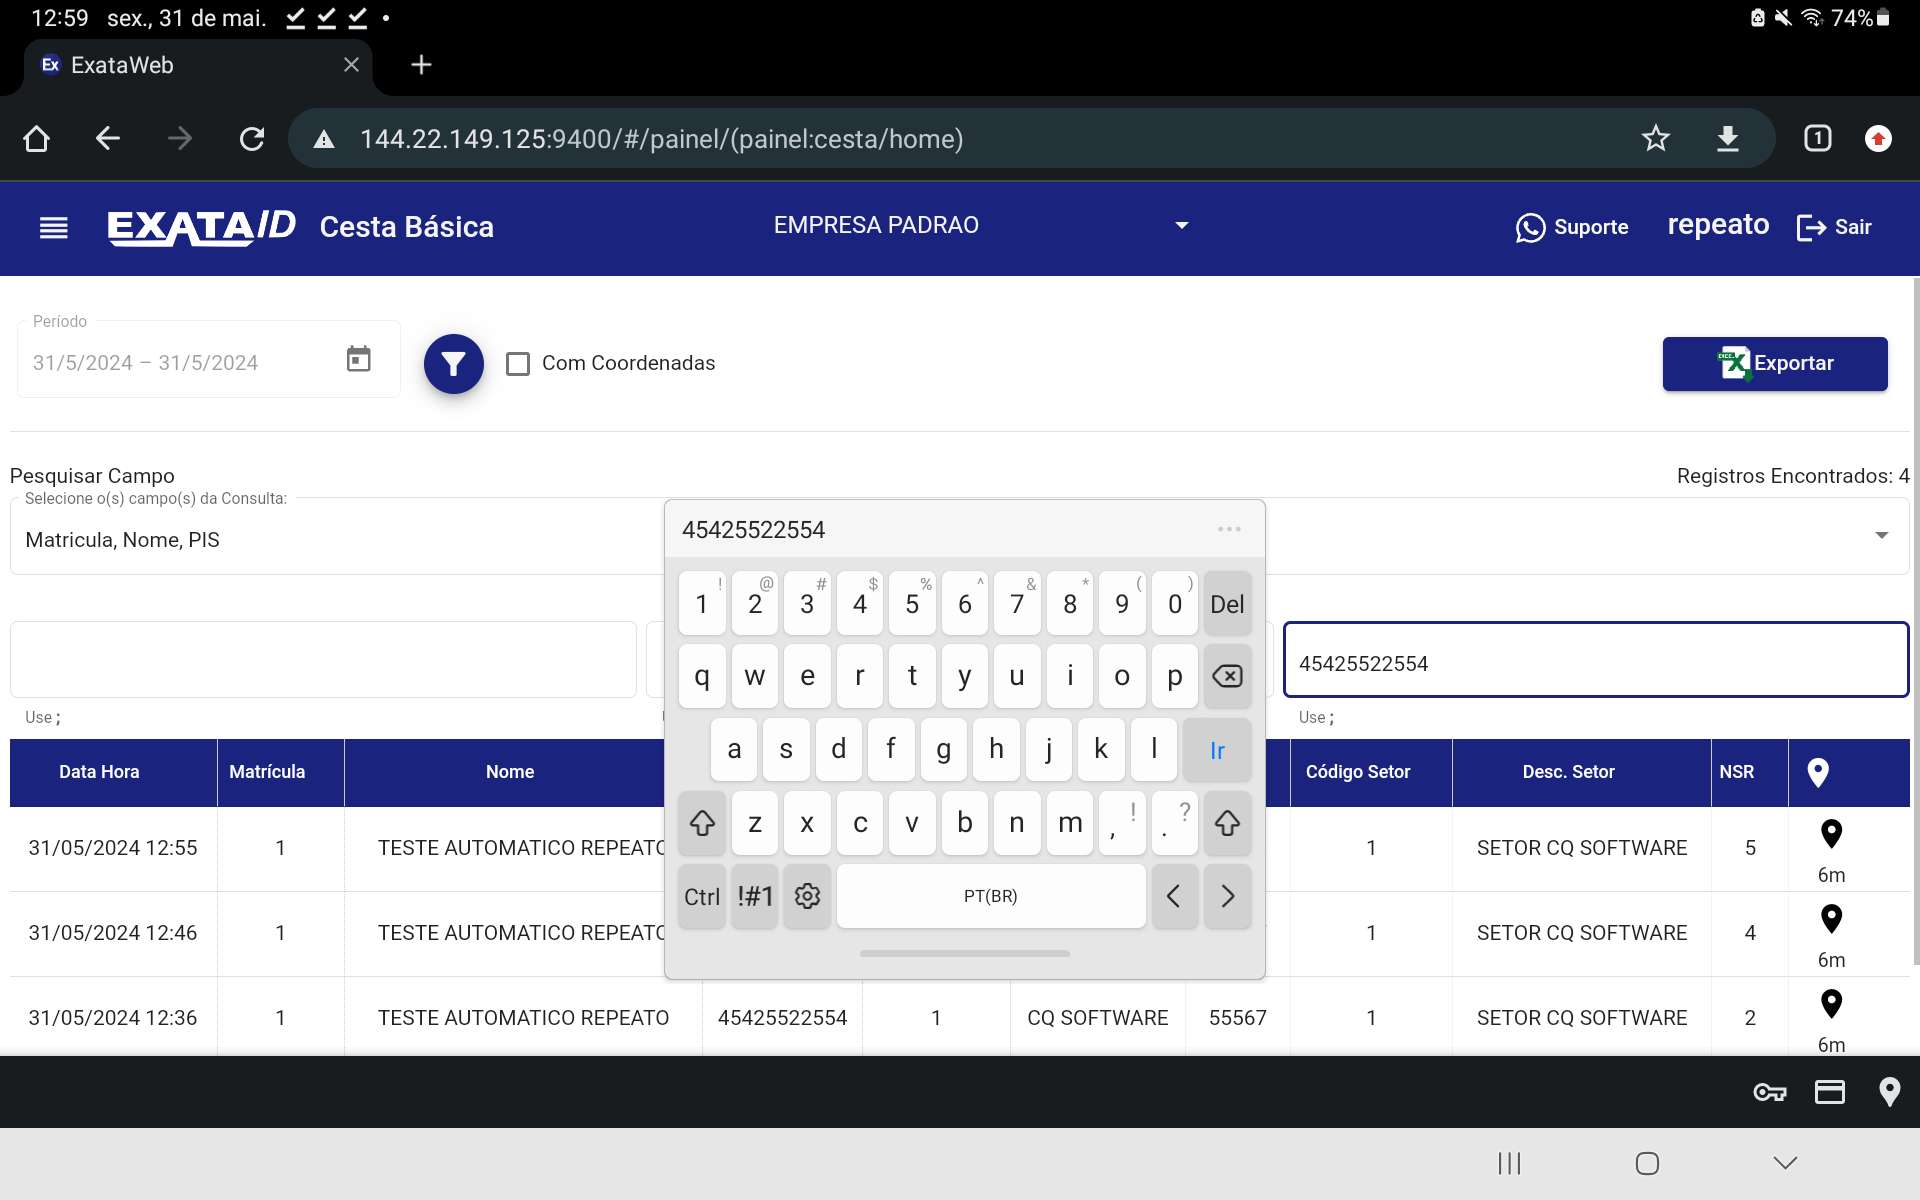 12:59 sex., 31 de mai. 74%
Ex ExataWeb
144.22.149.125:9400/#/painel/(painel:cesta/home) 1
EXATA ID Cesta Básica EMPRESA PADRAO Suporte repeato Sair
Período
31/5/2024 – 31/5/2024 Com Coordenadas Exportar
Pesquisar Campo Registros Encontrados: 4
Selecione o(s) campo(s) da Consulta:
Matricula, Nome, PIS
45425522554
1 ! 2 @ 3 # 4 $ 5 % 6 ^ 7 & 8 * 9 ( 0 ) Del
q w e r t y u i o p
a s d f g h j k l Ir
z x c v b n m , ! . ?
Ctrl !#1 PT(BR) < >
45425522554
Use ; Use ;
Data Hora Matrícula Nome Código Setor Desc. Setor NSR
31/05/2024 12:55 1 TESTE AUTOMATICO REPEATO 1 SETOR CQ SOFTWARE 5 6m
31/05/2024 12:46 1 TESTE AUTOMATICO REPEATO 1 SETOR CQ SOFTWARE 4 6m
31/05/2024 12:36 1 TESTE AUTOMATICO REPEATO 45425522554 1 CQ SOFTWARE 55567 1 SETOR CQ SOFTWARE 2 6m